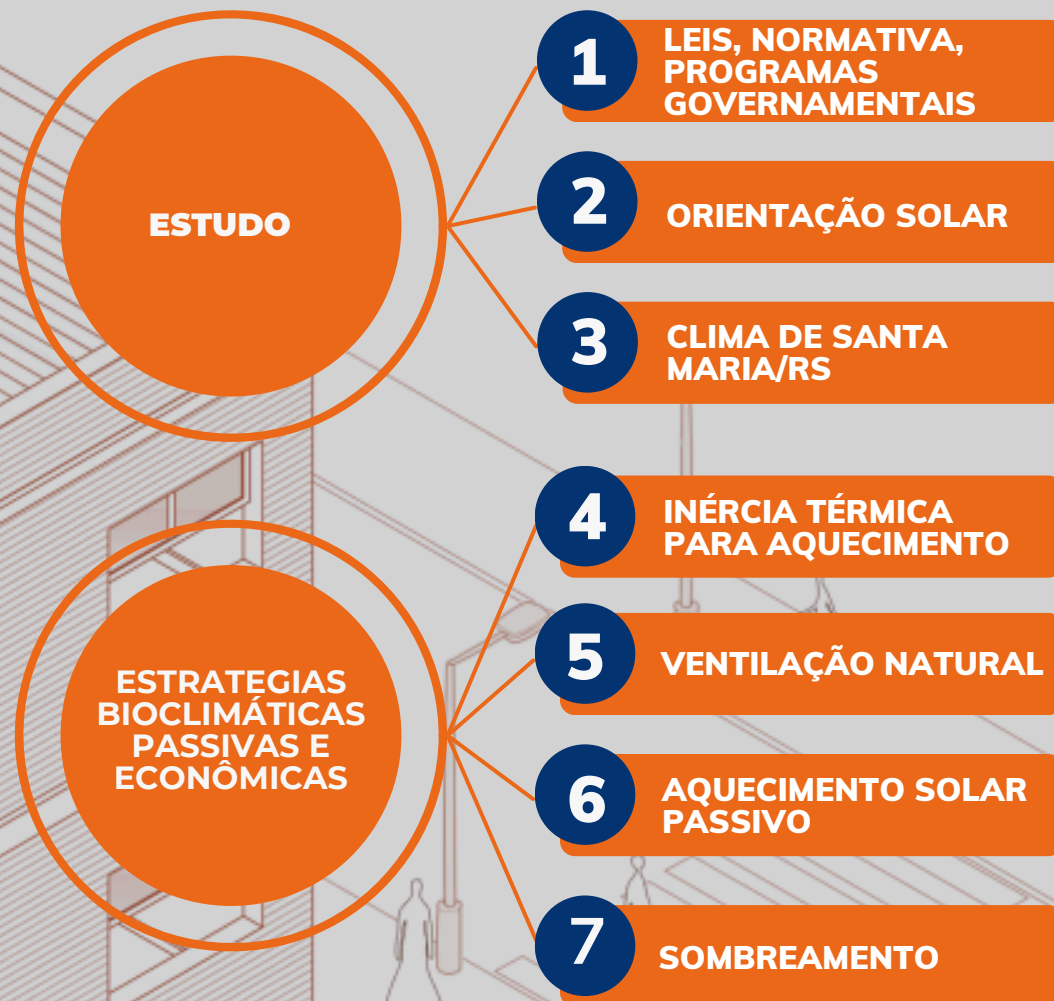 ESTUDO
1
LEIS, NORMATIVA,
PROGRAMAS
GOVERNAMENTAIS
2
ORIENTAÇÃO SOLAR
3
CLIMA DE SANTA
MARIA/RS
ESTRATEGIAS
BIOCLIMÁTICAS
PASSIVAS E
ECONÔMICAS
4
INÉRCIA TÉRMICA
PARA AQUECIMENTO
5
VENTILAÇÃO NATURAL
6
AQUECIMENTO SOLAR
PASSIVO
7
SOMBREAMENTO